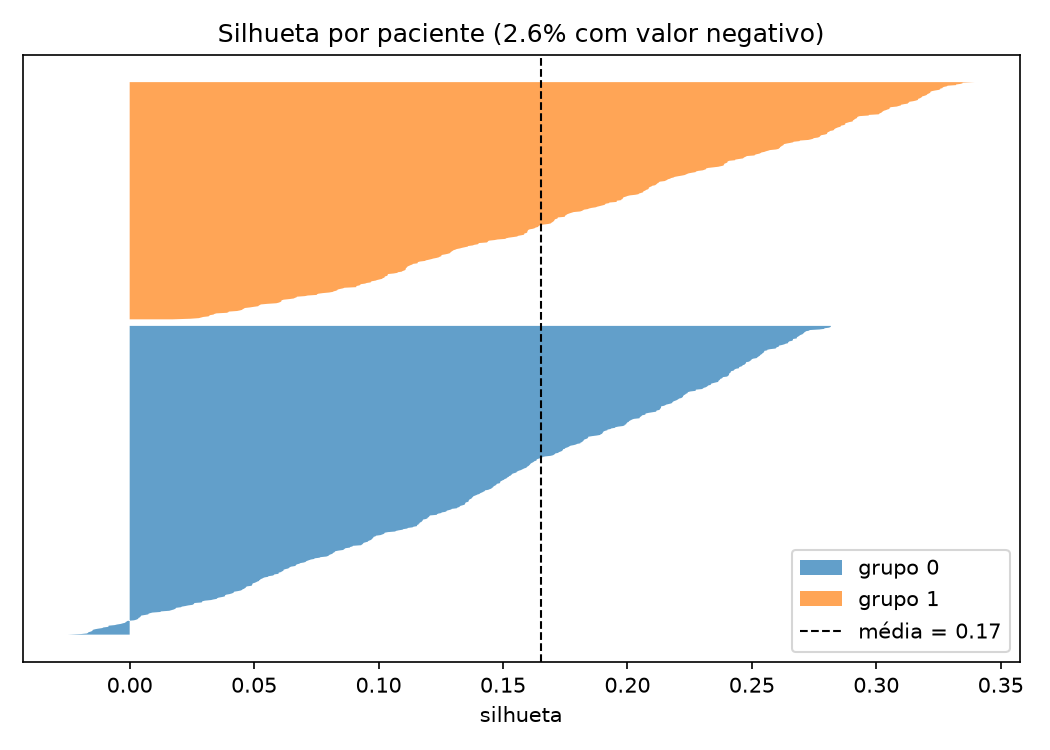 Silhueta por paciente (2.6% com valor negativo)
grupo 0
grupo 1
média = 0.17
0.00 0.05 0.10 0.15 0.20 0.25 0.30 0.35
silhueta